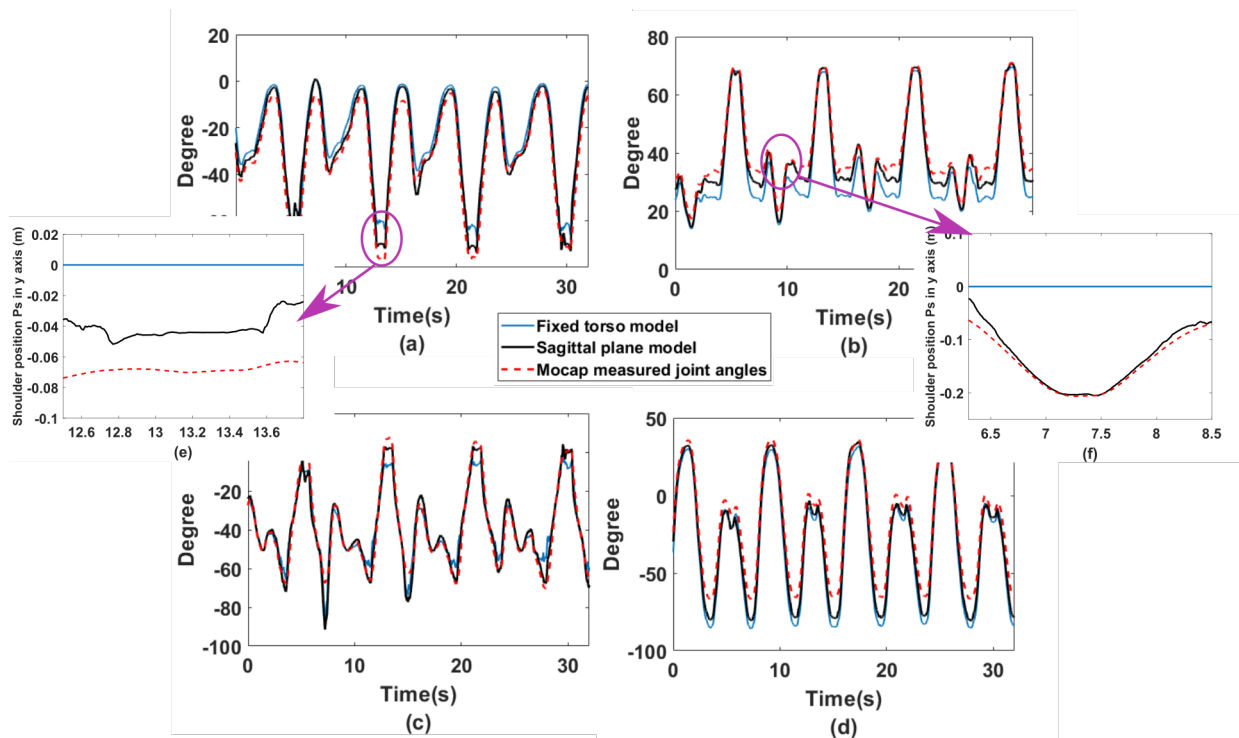 20
0
-20
-40
Degree
10
20
30
Time(s)
(a)
80
60
40
20
0
Degree
0
10
20
30
Time(s)
(b)
0.02
0
-0.02
-0.04
-0.06
-0.08
-0.1
Shoulder position Ps in y axis (m)
12.6
12.8
13
13.2
13.4
13.6
(e)
Fixed torso model
Sagittal plane model
Mocap measured joint angles
0.1
0
-0.1
-0.2
Shoulder position Ps in y axis (m)
6.5
7
7.5
8
8.5
(f)
-20
-40
-60
-80
-100
Degree
0
10
20
30
Time(s)
(c)
50
0
-50
-100
Degree
0
10
20
30
Time(s)
(d)